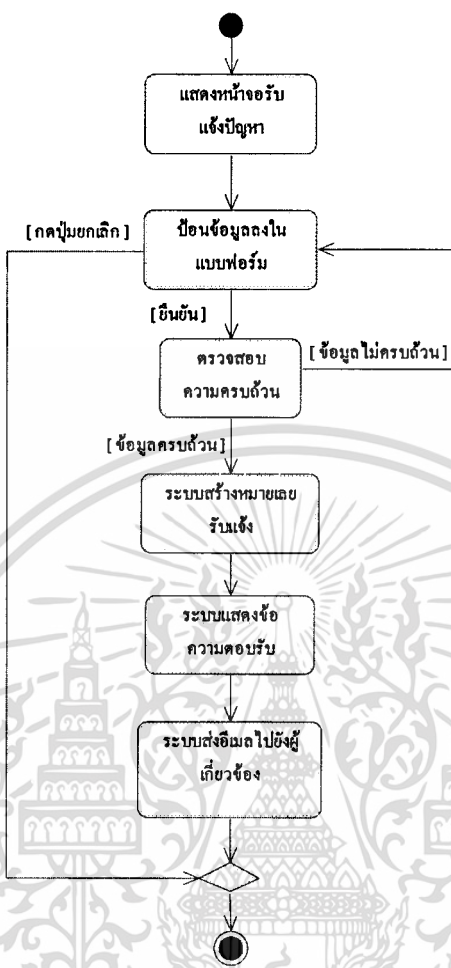 แสดงหน้าจอรับ
แจ้งปัญหา
[กดปุ่มยกเลิก]
ป้อนข้อมูลลงใน
แบบฟอร์ม
[ยืนยัน]
ตรวจสอบ
ความครบถ้วน
[ข้อมูลไม่ครบถ้วน]
[ข้อมูลครบถ้วน]
ระบบสร้างหมายเลย
รับแจ้ง
ระบบแสดงข้อ
ความตอบรับ
ระบบส่งอีเมลไปยังผู้
เกี่ยวข้อง